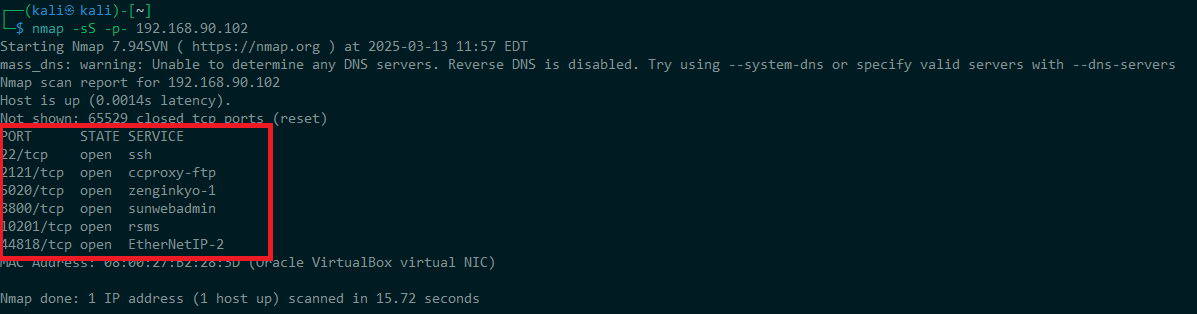 ┌──(kali㉿kali)-[~]
└─$ nmap -sS -p- 192.168.90.102
Starting Nmap 7.94SVN ( https://nmap.org ) at 2025-03-13 11:57 EDT
mass_dns: warning: Unable to determine any DNS servers. Reverse DNS is disabled. Try using --system-dns or specify valid servers with --dns-servers
Nmap scan report for 192.168.90.102
Host is up (0.0014s latency).
Not shown: 65529 closed tcp ports (reset)
PORT STATE SERVICE
22/tcp open ssh
2121/tcp open ccproxy-ftp
5020/tcp open zenginkyo-1
8800/tcp open sunwebadmin
10201/tcp open rsms
44818/tcp open EtherNetIP-2
MAC Address: 08:00:27:B2:28:3D (Oracle VirtualBox virtual NIC)
Nmap done: 1 IP address (1 host up) scanned in 15.72 seconds